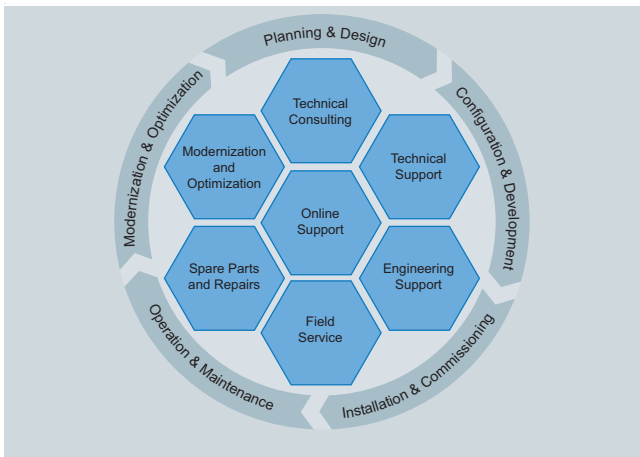 Planning & Design
Configuration & Development
Installation & Commissioning
Operation & Maintenance
Modernization & Optimization
Technical
Consulting
Modernization
and
Optimization
Technical
Support
Online
Support
Spare Parts
and Repairs
Engineering
Support
Field
Service